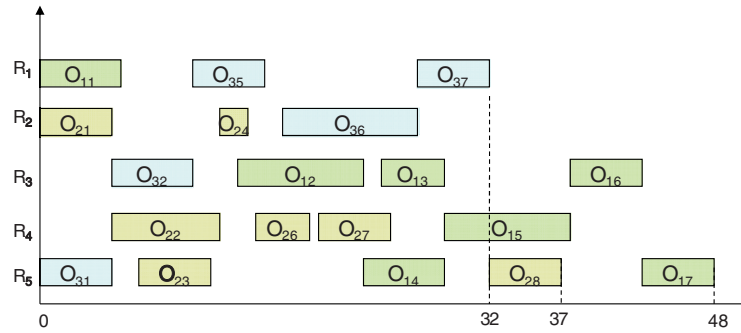 R1 O11 O35 O37
R2 O21 O24 O36
R3 O32 O12 O13 O16
R4 O22 O26 O27 O15
R5 O31 O23 O14 O28 O17
0 32 37 48